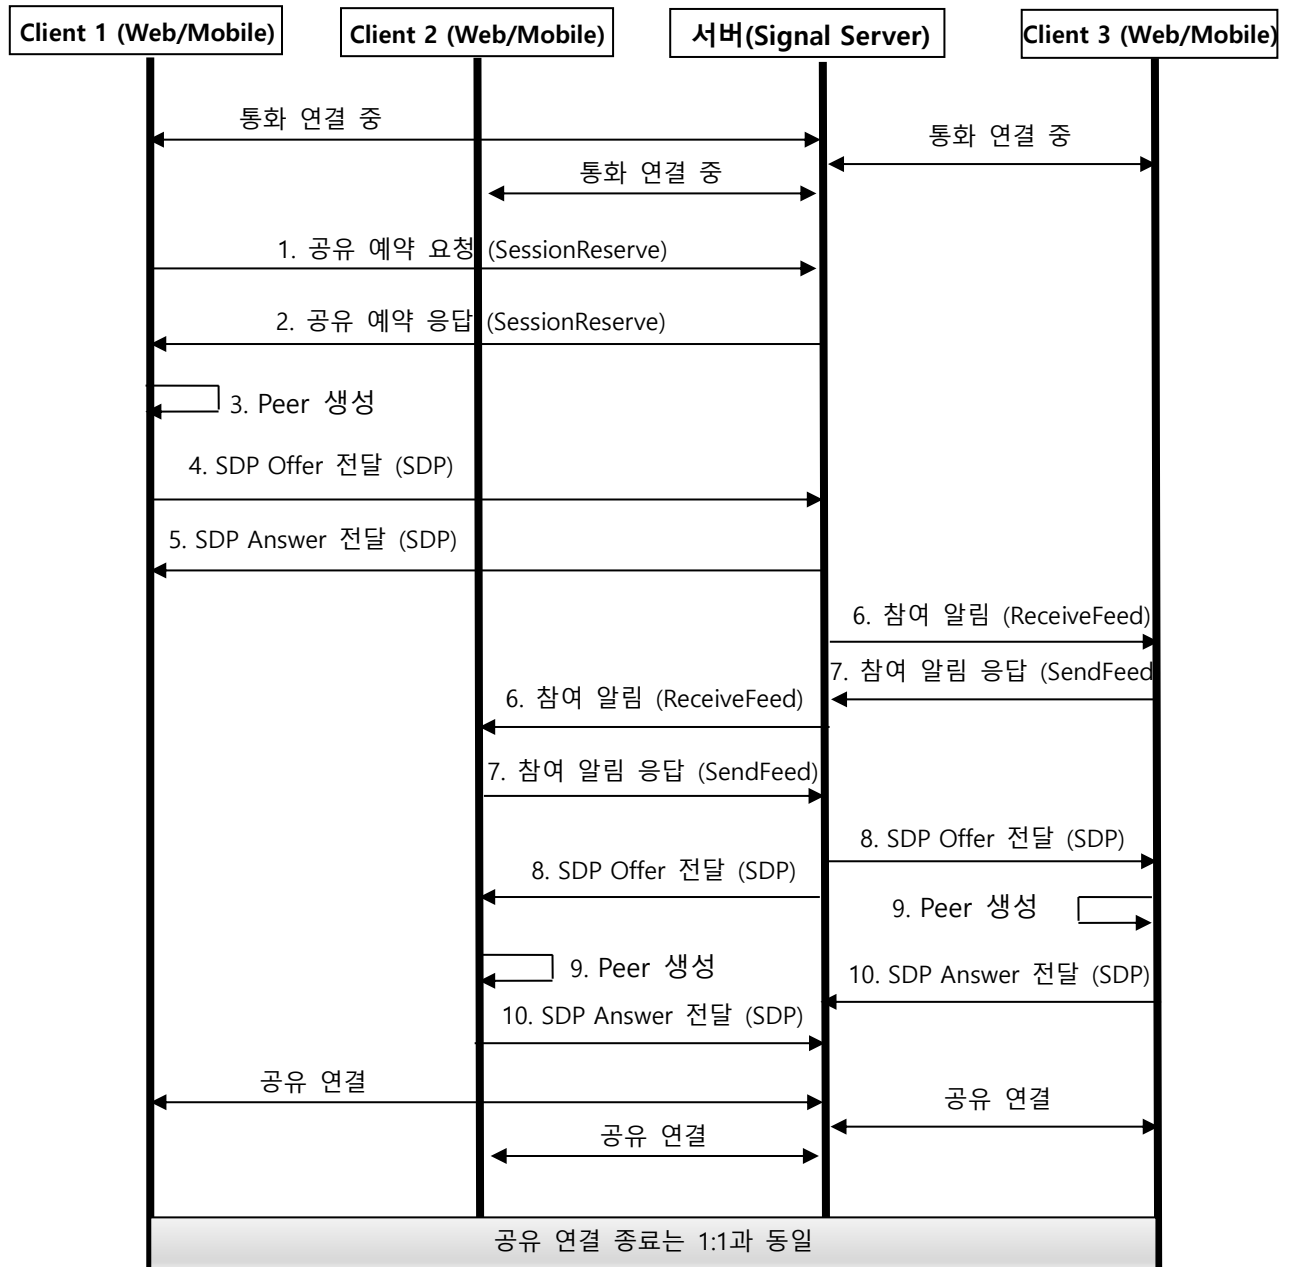 Client 1 (Web/Mobile)
Client 2 (Web/Mobile)
서버(Signal Server)
Client 3 (Web/Mobile)
통화 연결 중
통화 연결 중
통화 연결 중
1. 공유 예약 요청 (SessionReserve)
2. 공유 예약 응답 (SessionReserve)
3. Peer 생성
4. SDP Offer 전달 (SDP)
5. SDP Answer 전달 (SDP)
6. 참여 알림 (ReceiveFeed)
7. 참여 알림 응답 (SendFeed
6. 참여 알림 (ReceiveFeed)
7. 참여 알림 응답 (SendFeed)
8. SDP Offer 전달 (SDP)
8. SDP Offer 전달 (SDP)
9. Peer 생성
9. Peer 생성
10. SDP Answer 전달 (SDP)
10. SDP Answer 전달 (SDP)
공유 연결
공유 연결
공유 연결
공유 연결 종료는 1:1과 동일